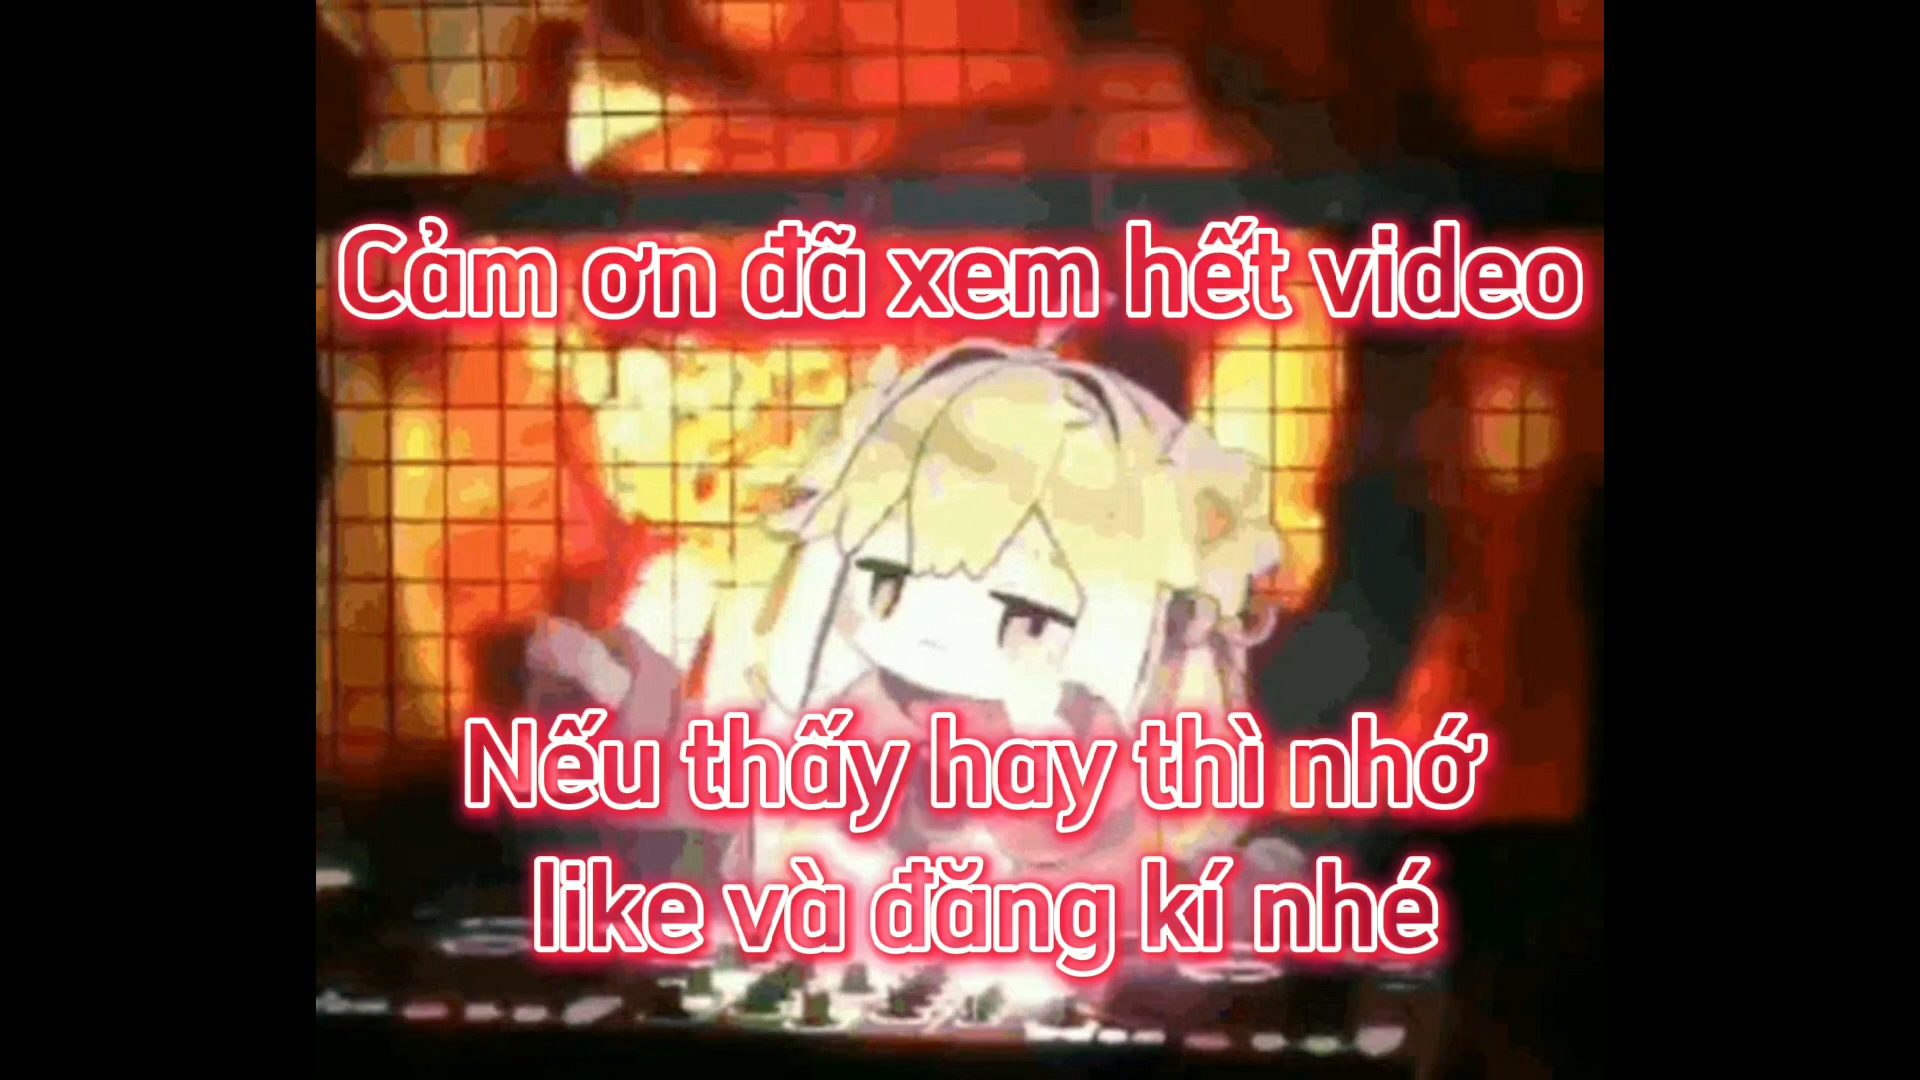 Cảm ơn đã xem hết video
Nếu thấy hay thì nhớ
like và đăng kí nhé